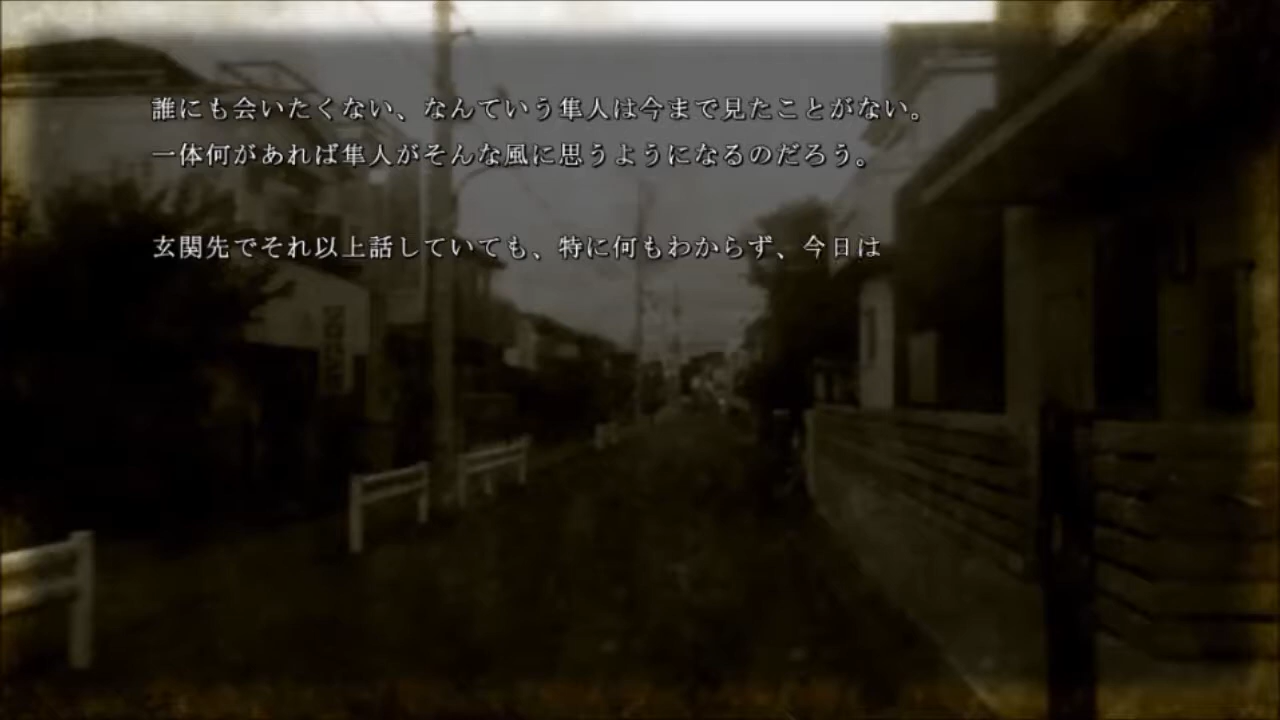 誰にも会いたくない、なんていう隼人は今まで見たことがない。
一体何があれば隼人がそんな風に思うようになるのだろう。
玄関先でそれ以上話していても、特に何もわからず、今日は